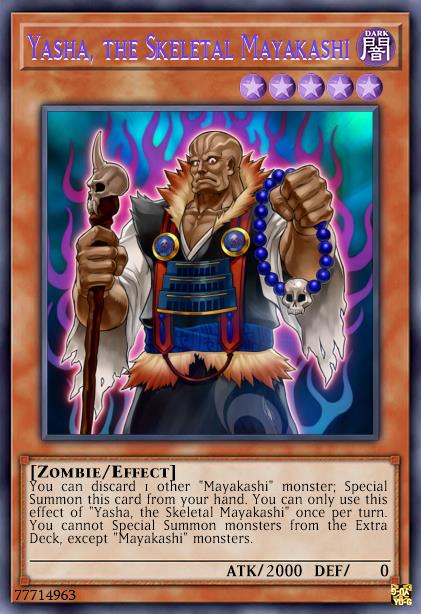 Yasha, the Skeletal Mayakashi
DARK
闇
[Zombie/Effect]
You can discard 1 other "Mayakashi" monster; Special
Summon this card from your hand. You can only use this
effect of "Yasha, the Skeletal Mayakashi" once per turn.
You cannot Special Summon monsters from the Extra
Deck, except "Mayakashi" monsters.
ATK/2000 DEF/ 0
77714963